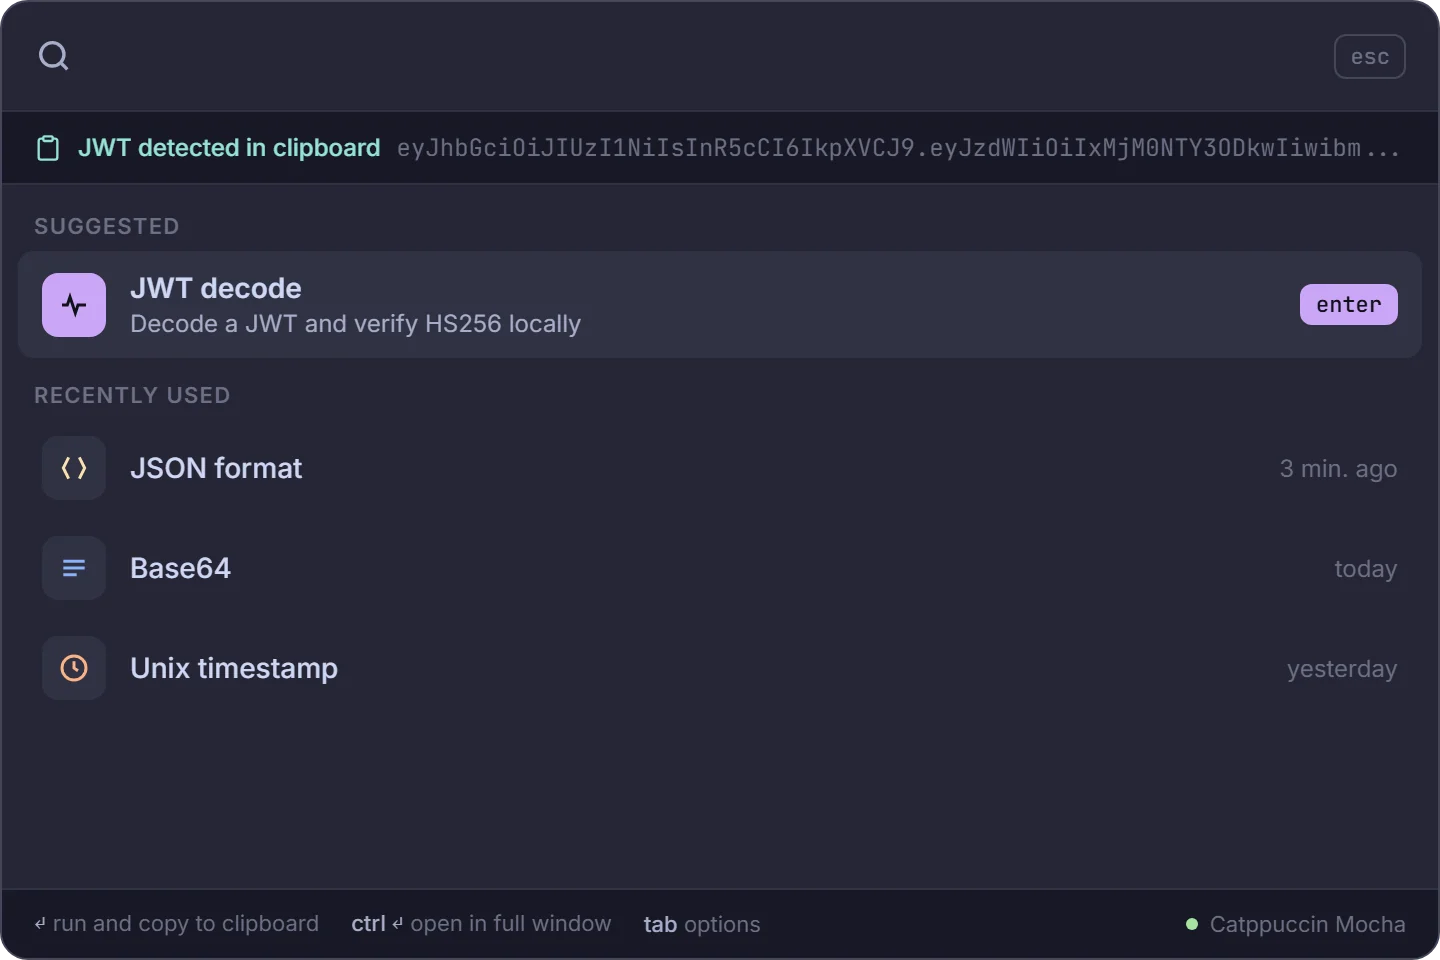 esc
JWT detected in clipboard eyJhbGciOiJIUzI1NiIsInR5cCI6IkpXVCJ9.eyJzdWIiOiIxMjM0NTY3ODkwIiwibm...
SUGGESTED
JWT decode
Decode a JWT and verify HS256 locally
enter
RECENTLY USED
JSON format 3 min. ago
Base64 today
Unix timestamp yesterday
↵ run and copy to clipboard ctrl ↵ open in full window tab options Catppuccin Mocha